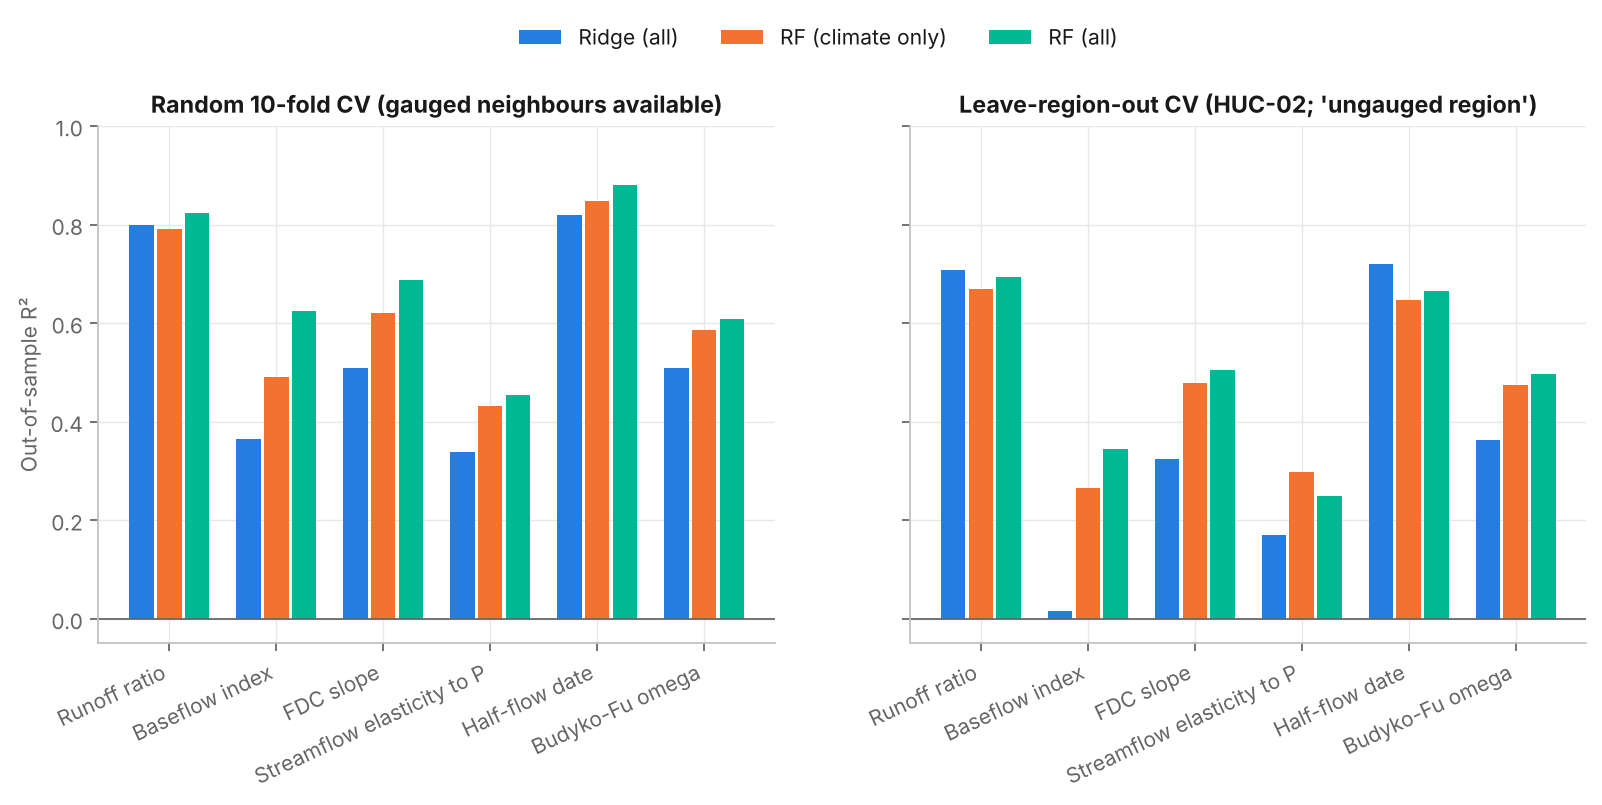 Ridge (all)
RF (climate only)
RF (all)
Random 10-fold CV (gauged neighbours available)
Leave-region-out CV (HUC-02; 'ungauged region')
Out-of-sample R²
1.0
0.8
0.6
0.4
0.2
0.0
Runoff ratio
Baseflow index
FDC slope
Streamflow elasticity to P
Half-flow date
Budyko-Fu omega
Runoff ratio
Baseflow index
FDC slope
Streamflow elasticity to P
Half-flow date
Budyko-Fu omega